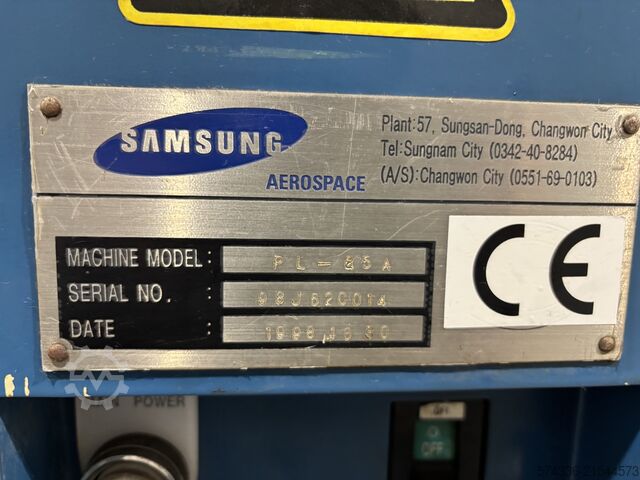 SAMSUNG
AEROSPACE
Plant:57, Sungsan-Dong, Changwon City
Tel:Sungnam City (0342-40-8284)
(A/S):Changwon City (0551-69-0103)
MACHINE MODEL:
SERIAL NO. :
DATE :
CE
POWER
OFF